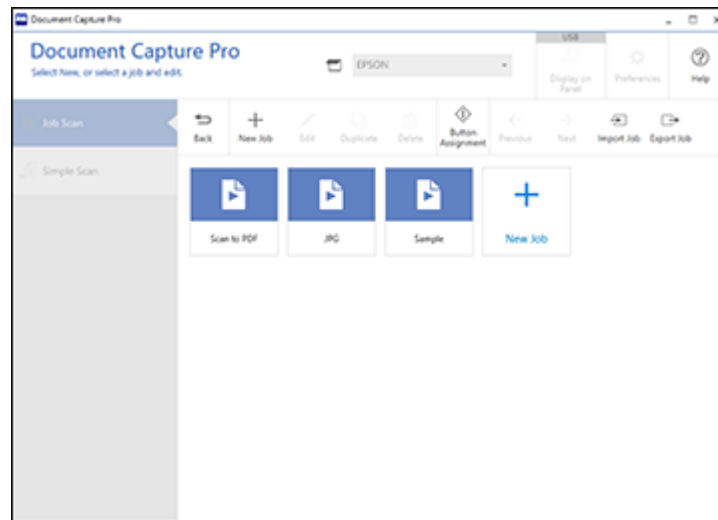 Document Capture Pro
Document Capture Pro
Select New, or select a job and edit.
EPSON
USB
Display on
Panel
Preferences
Help
Job Scan
Simple Scan
Back
New Job
Edit
Duplicate
Delete
Button
Assignment
Previous
Next
Import Job
Export Job
Scan to PDF
JPG
Sample
New Job